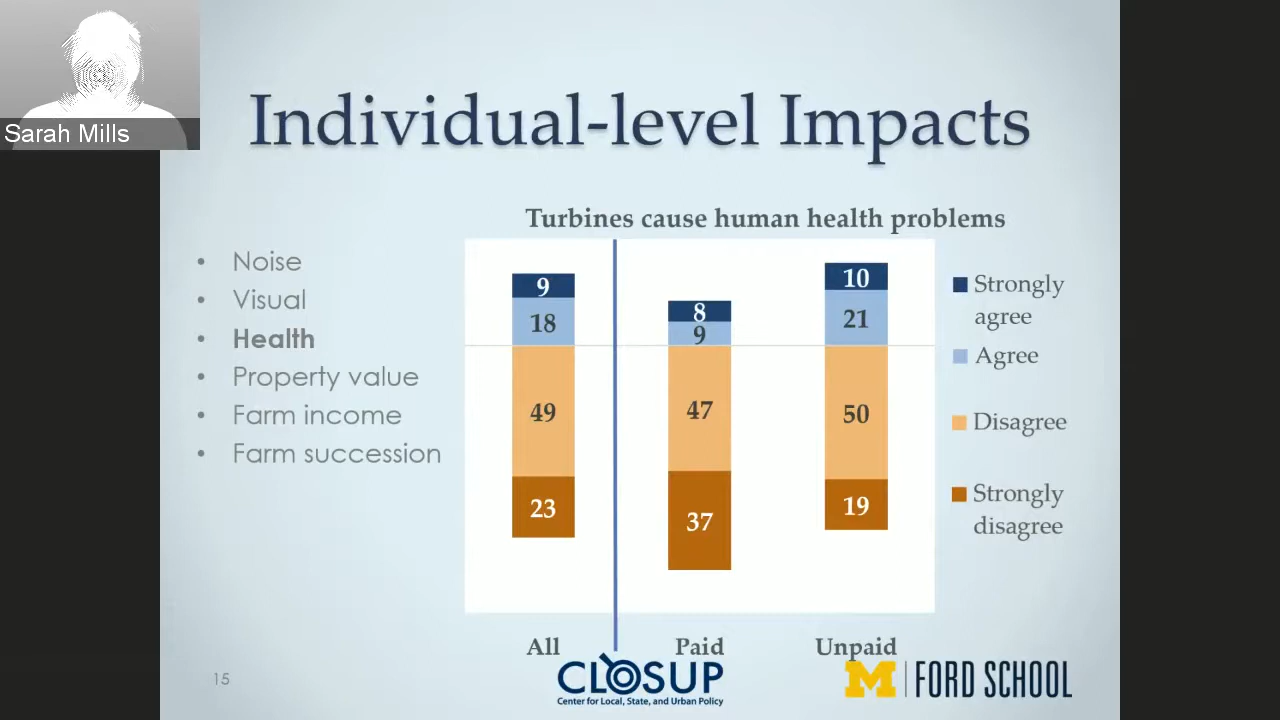 Sarah Mills
Individual-level Impacts
• Noise
• Visual
• Health
• Property value
• Farm income
• Farm succession
Turbines cause human health problems
9
18
49
23
8
9
47
37
10
21
50
19
Strongly
agree
Agree
Disagree
Strongly
disagree
All
Paid
Unpaid
15
CLOSUP
Center for Local, State, and Urban Policy
M FORD SCHOOL